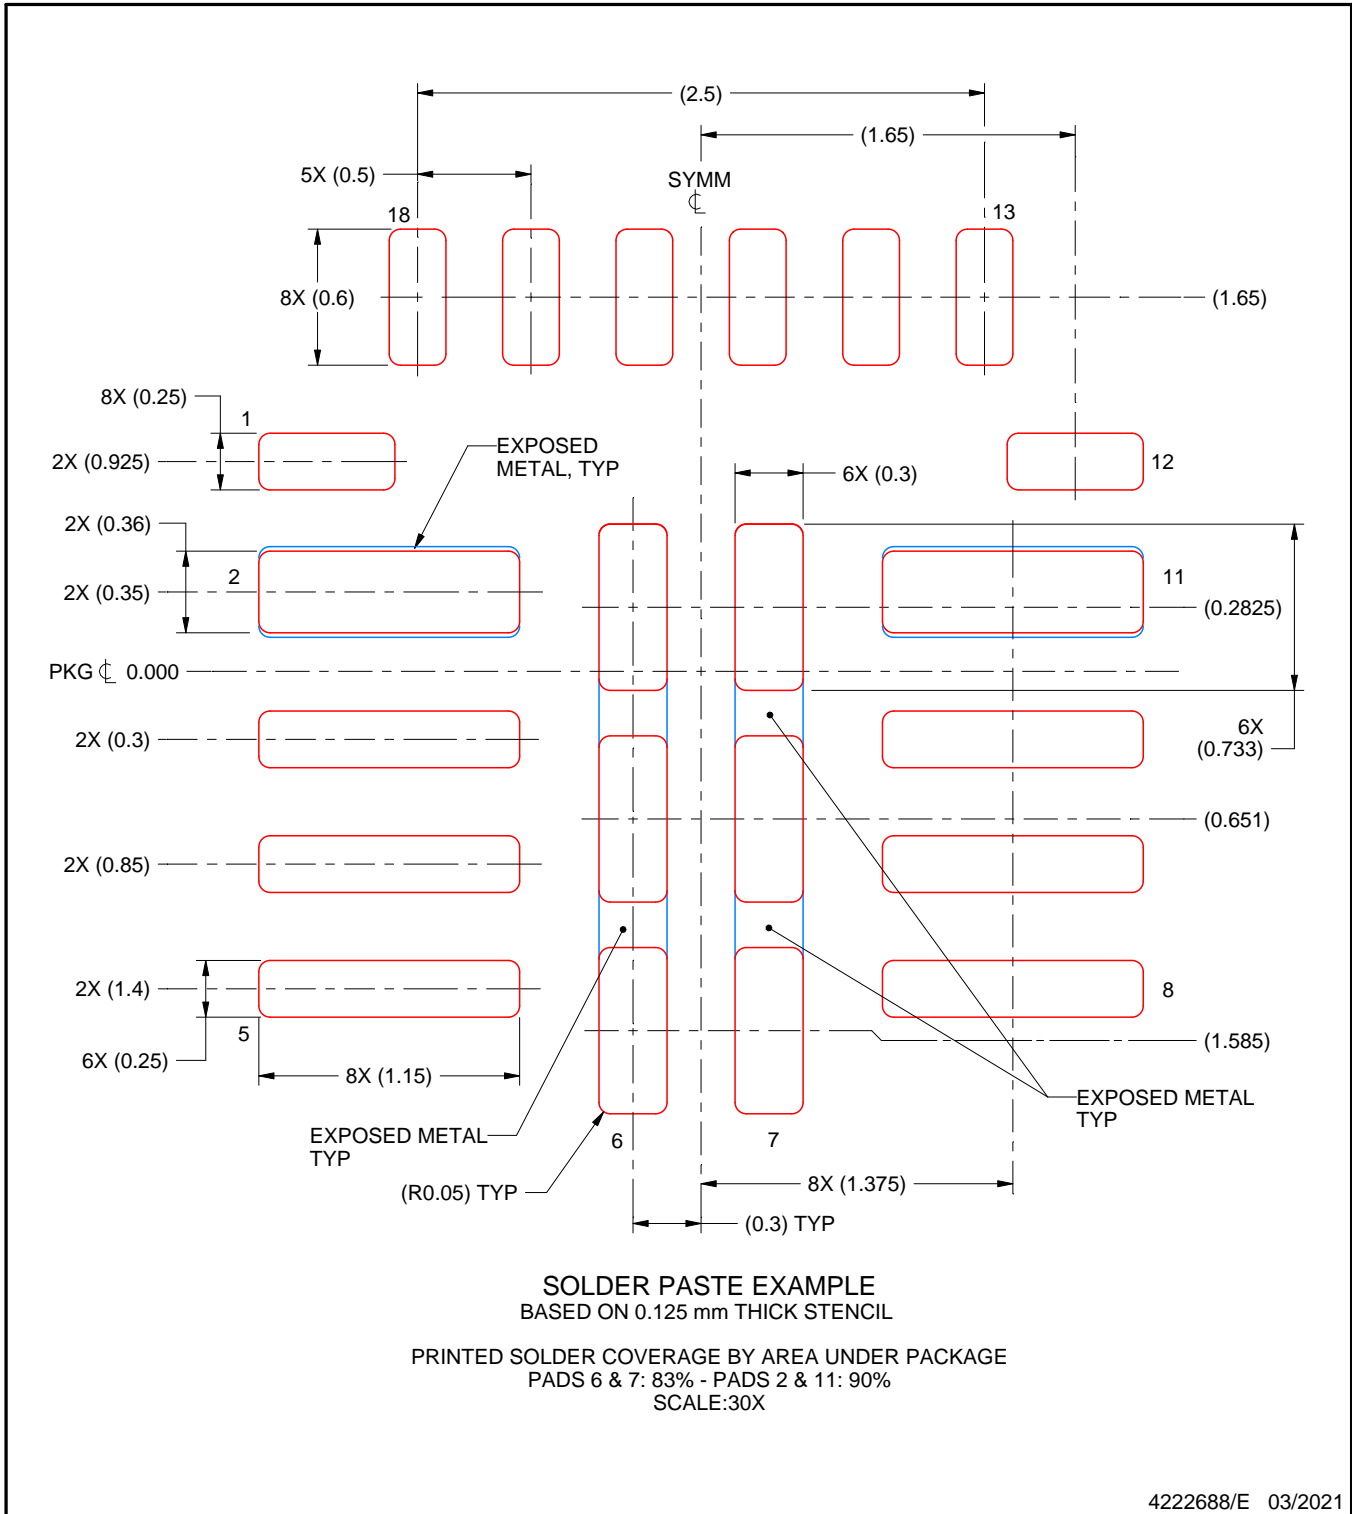 (2.5)
(1.65)
5X (0.5)
SYMM
℄
18
13
8X (0.6)
(1.65)
8X (0.25)
1
EXPOSED
METAL, TYP
2X (0.925)
12
6X (0.3)
2X (0.36)
2
11
2X (0.35)
(0.2825)
PKG ℄ 0.000
2X (0.3)
6X
(0.733)
(0.651)
2X (0.85)
2X (1.4)
8
5
(1.585)
6X (0.25)
8X (1.15)
EXPOSED METAL
TYP
EXPOSED METAL
TYP
6
7
(R0.05) TYP
8X (1.375)
(0.3) TYP
SOLDER PASTE EXAMPLE
BASED ON 0.125 mm THICK STENCIL
PRINTED SOLDER COVERAGE BY AREA UNDER PACKAGE
PADS 6 & 7: 83% - PADS 2 & 11: 90%
SCALE:30X
4222688/E 03/2021